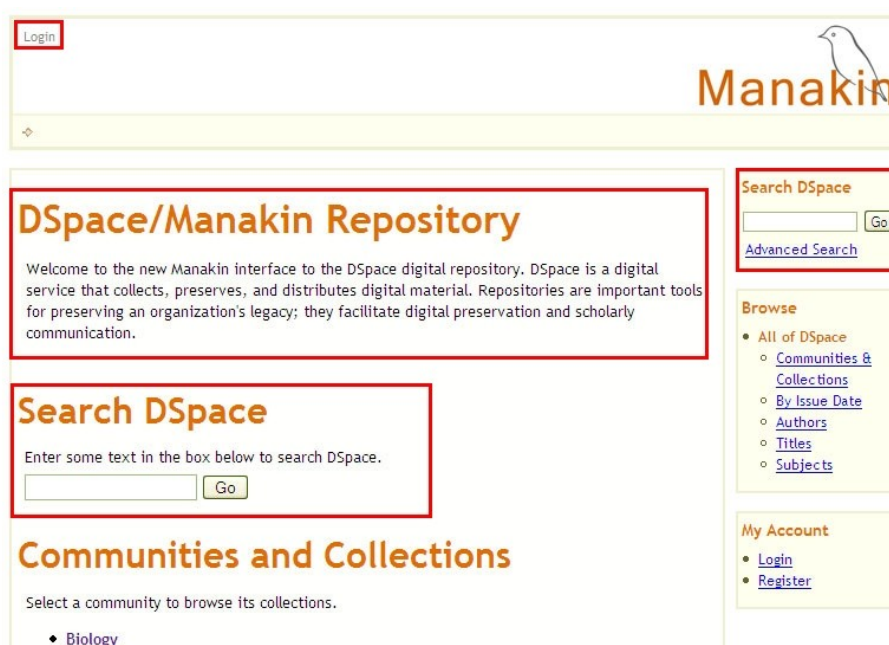 Login
Manakin
DSpace/Manakin Repository
Welcome to the new Manakin interface to the DSpace digital repository. DSpace is a digital
service that collects, preserves, and distributes digital material. Repositories are important tools
for preserving an organization's legacy; they facilitate digital preservation and scholarly
communication.
Search DSpace
Enter some text in the box below to search DSpace.
Go
Communities and Collections
Select a community to browse its collections.
Biology
Search DSpace
Go
Advanced Search
Browse
All of DSpace
Communities &
Collections
By Issue Date
Authors
Titles
Subjects
My Account
Login
Register